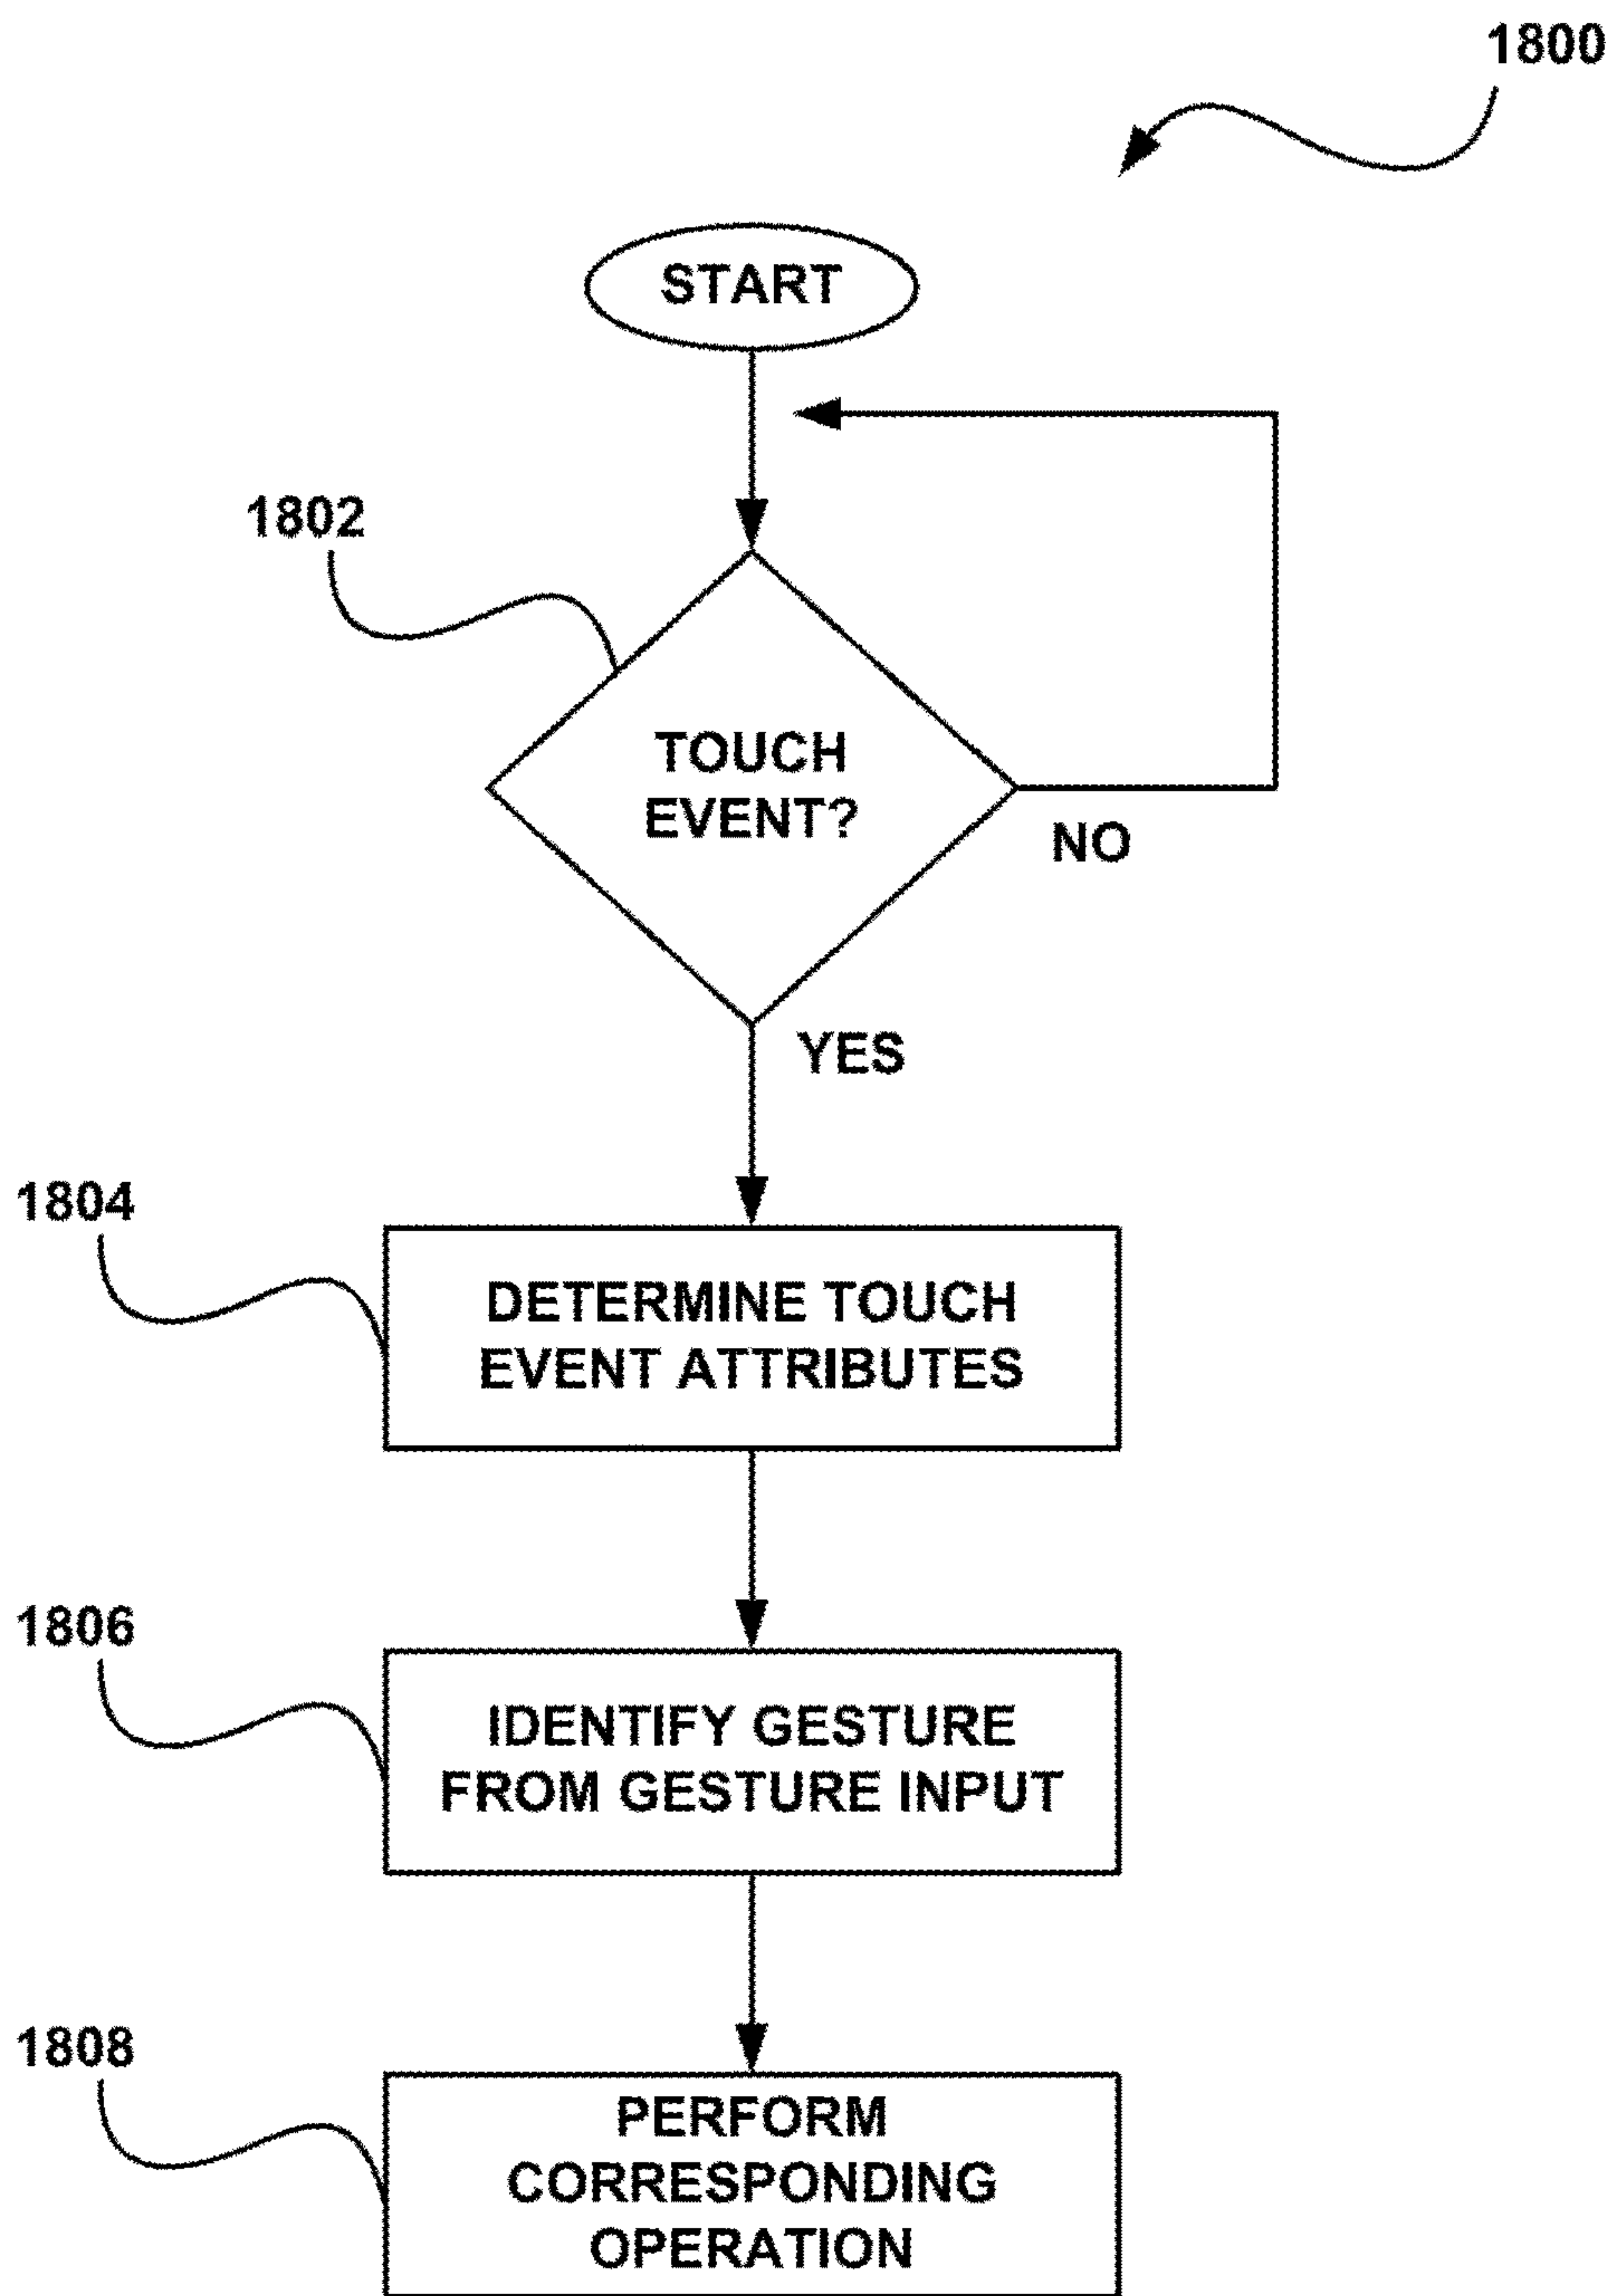 1800
START
1802
TOUCH
EVENT?
NO
YES
1804
DETERMINE TOUCH
EVENT ATTRIBUTES
1806
IDENTIFY GESTURE
FROM GESTURE INPUT
1808
PERFORM
CORRESPONDING
OPERATION